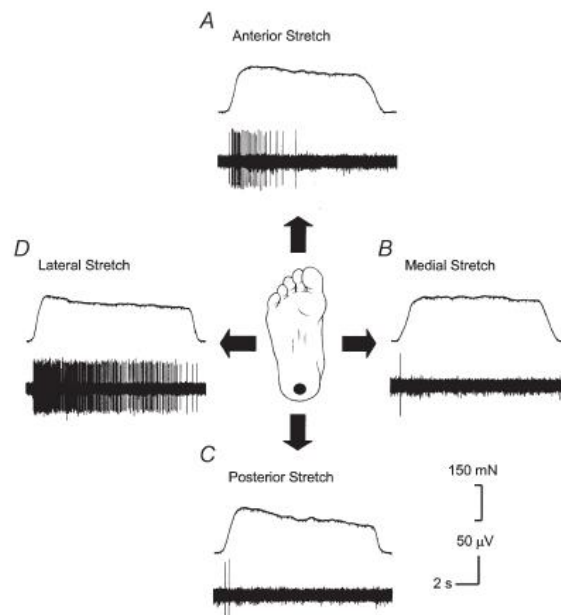 A
Anterior Stretch
D
Lateral Stretch
B
Medial Stretch
C
Posterior Stretch
150 mN
50 μV
2 s